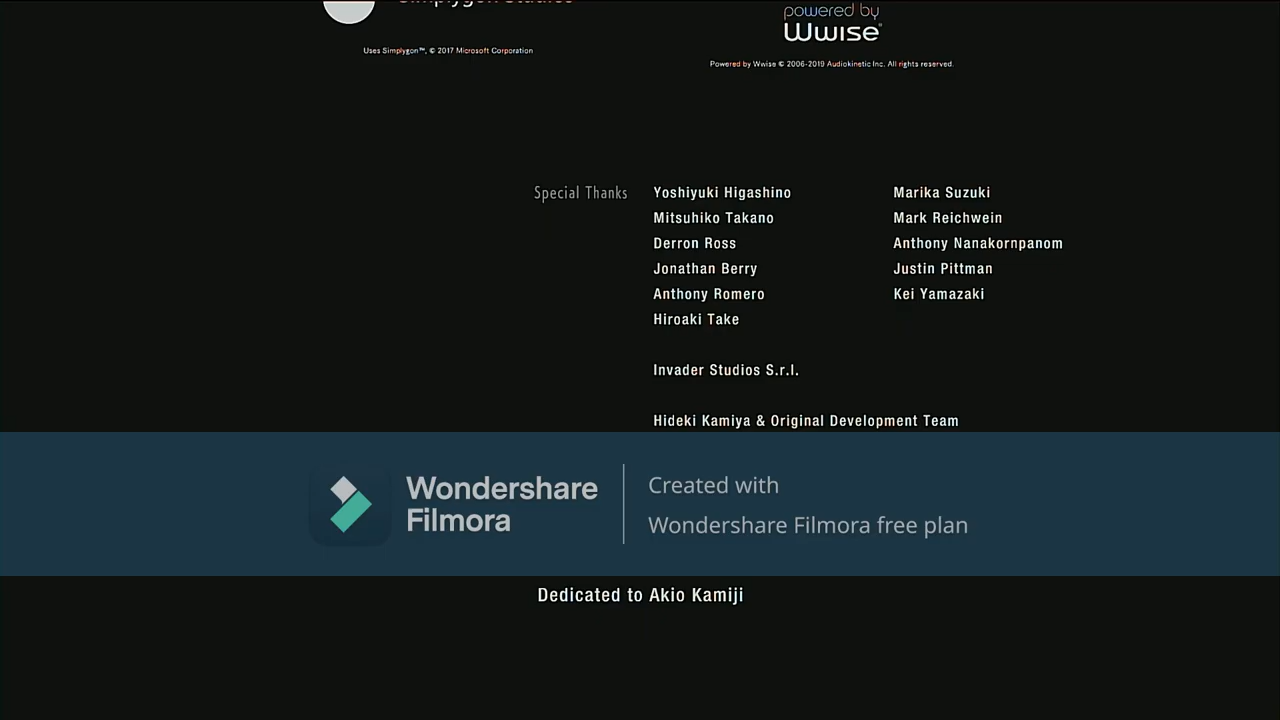 Simplygon Studios
powered by
Wwise
Uses Simplygon™, © 2017 Microsoft Corporation
Powered by Wwise © 2006-2019 Audiokinetic Inc. All rights reserved.
Special Thanks
Yoshiyuki Higashino
Marika Suzuki
Mitsuhiko Takano
Mark Reichwein
Derron Ross
Anthony Nanakornpanom
Jonathan Berry
Justin Pittman
Anthony Romero
Kei Yamazaki
Hiroaki Take
Invader Studios S.r.l.
Hideki Kamiya & Original Development Team
Wondershare
Filmora
Created with
Wondershare Filmora free plan
Dedicated to Akio Kamiji